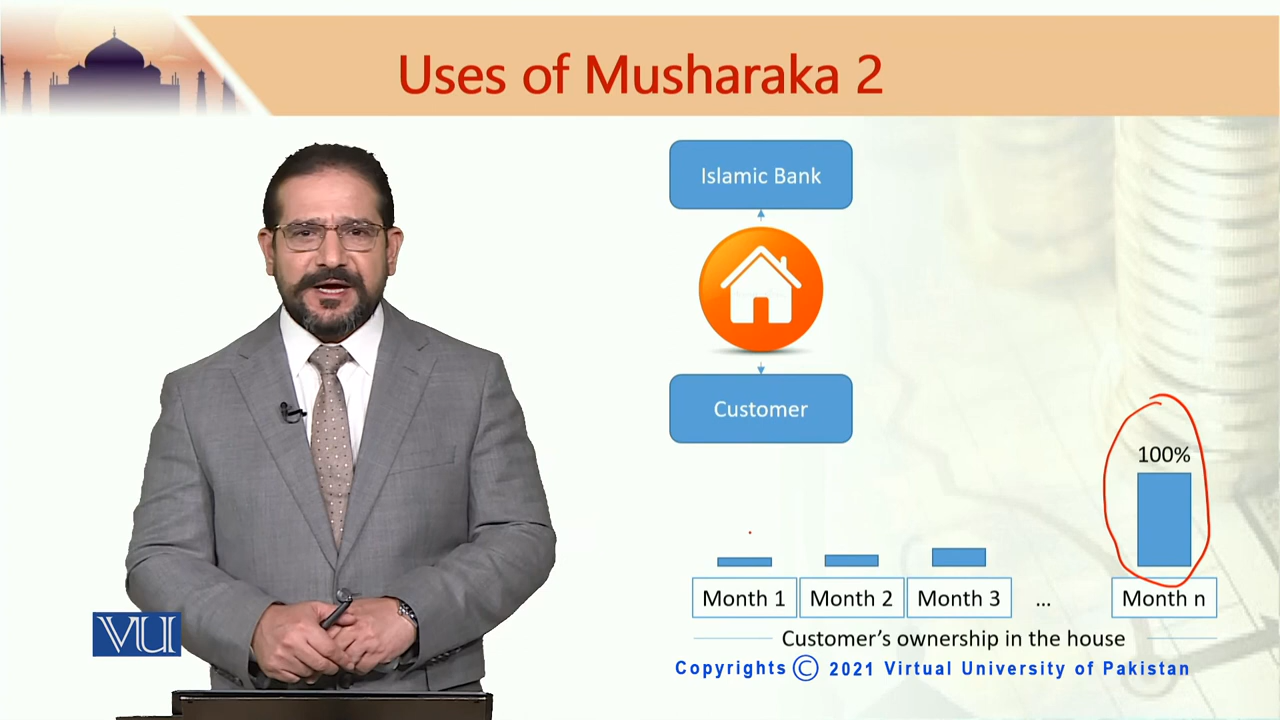 Uses of Musharaka 2
Islamic Bank
Customer
100%
Month 1 Month 2 Month 3 ... Month n
Customer's ownership in the house
VU
Copyrights © 2021 Virtual University of Pakistan